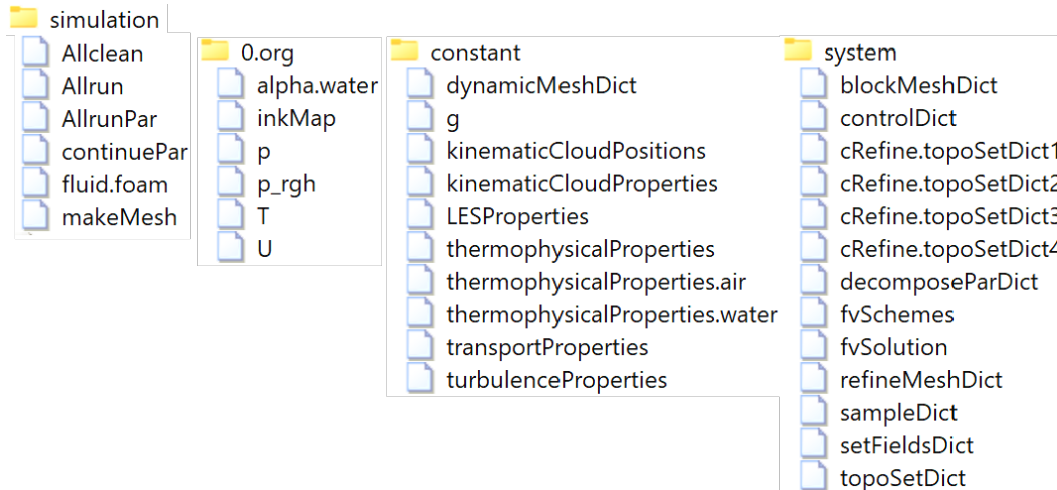 simulation
Allclean
Allrun
AllrunPar
continuePar
fluid.foam
makeMesh
0.org
alpha.water
inkMap
p
p_rgh
T
U
constant
dynamicMeshDict
g
kinematicCloudPositions
kinematicCloudProperties
LESProperties
thermophysicalProperties
thermophysicalProperties.air
thermophysicalProperties.water
transportProperties
turbulenceProperties
system
blockMeshDict
controlDict
cRefine.topoSetDict1
cRefine.topoSetDict2
cRefine.topoSetDict3
cRefine.topoSetDict4
decomposeParDict
fvSchemes
fvSolution
refineMeshDict
sampleDict
setFieldsDict
topoSetDict